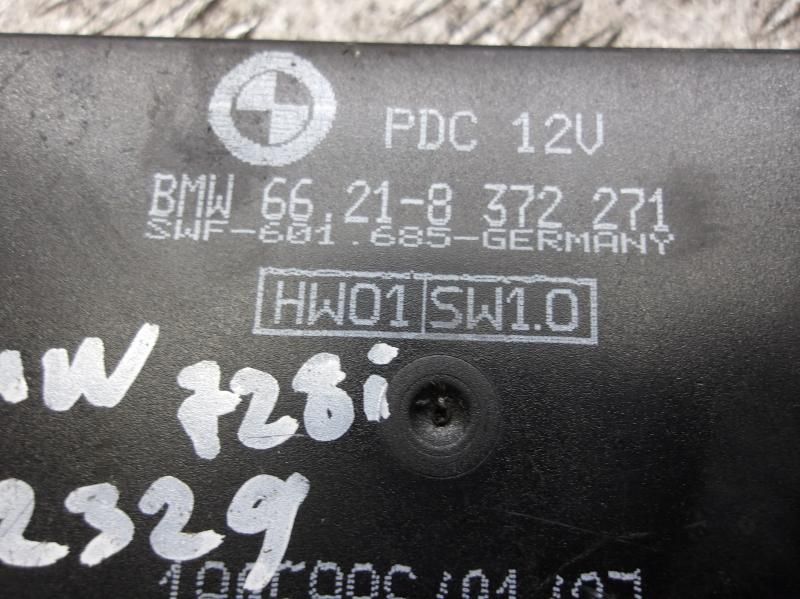 PDC 12V
BMW 66.21-8 372 271
SWF-601.685-GERMANY
HW01 SW1.0
728i
2329